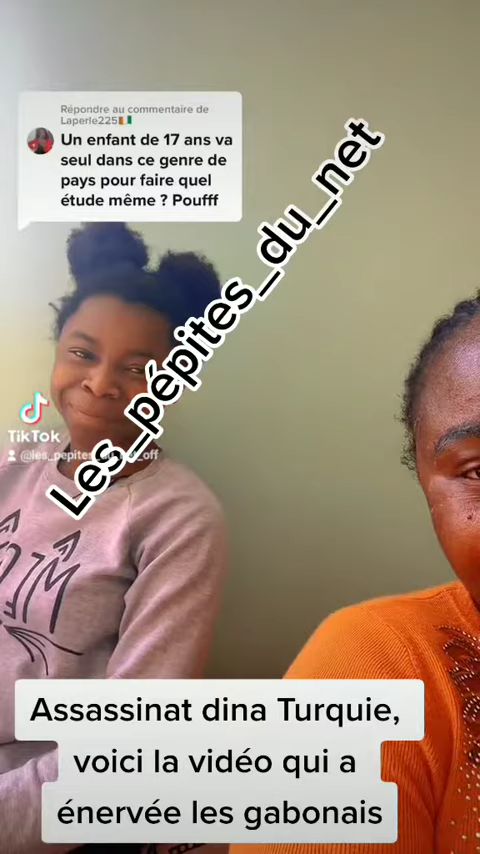 Répondre au commentaire de
Laperle225🇨🇮
Un enfant de 17 ans va
seul dans ce genre de
pays pour faire quel
étude même ? Poufff
Les_pépites_du_net
TikTok
@les_pepites_du_net_off
Assassinat dina Turquie,
voici la vidéo qui a
énervée les gabonais